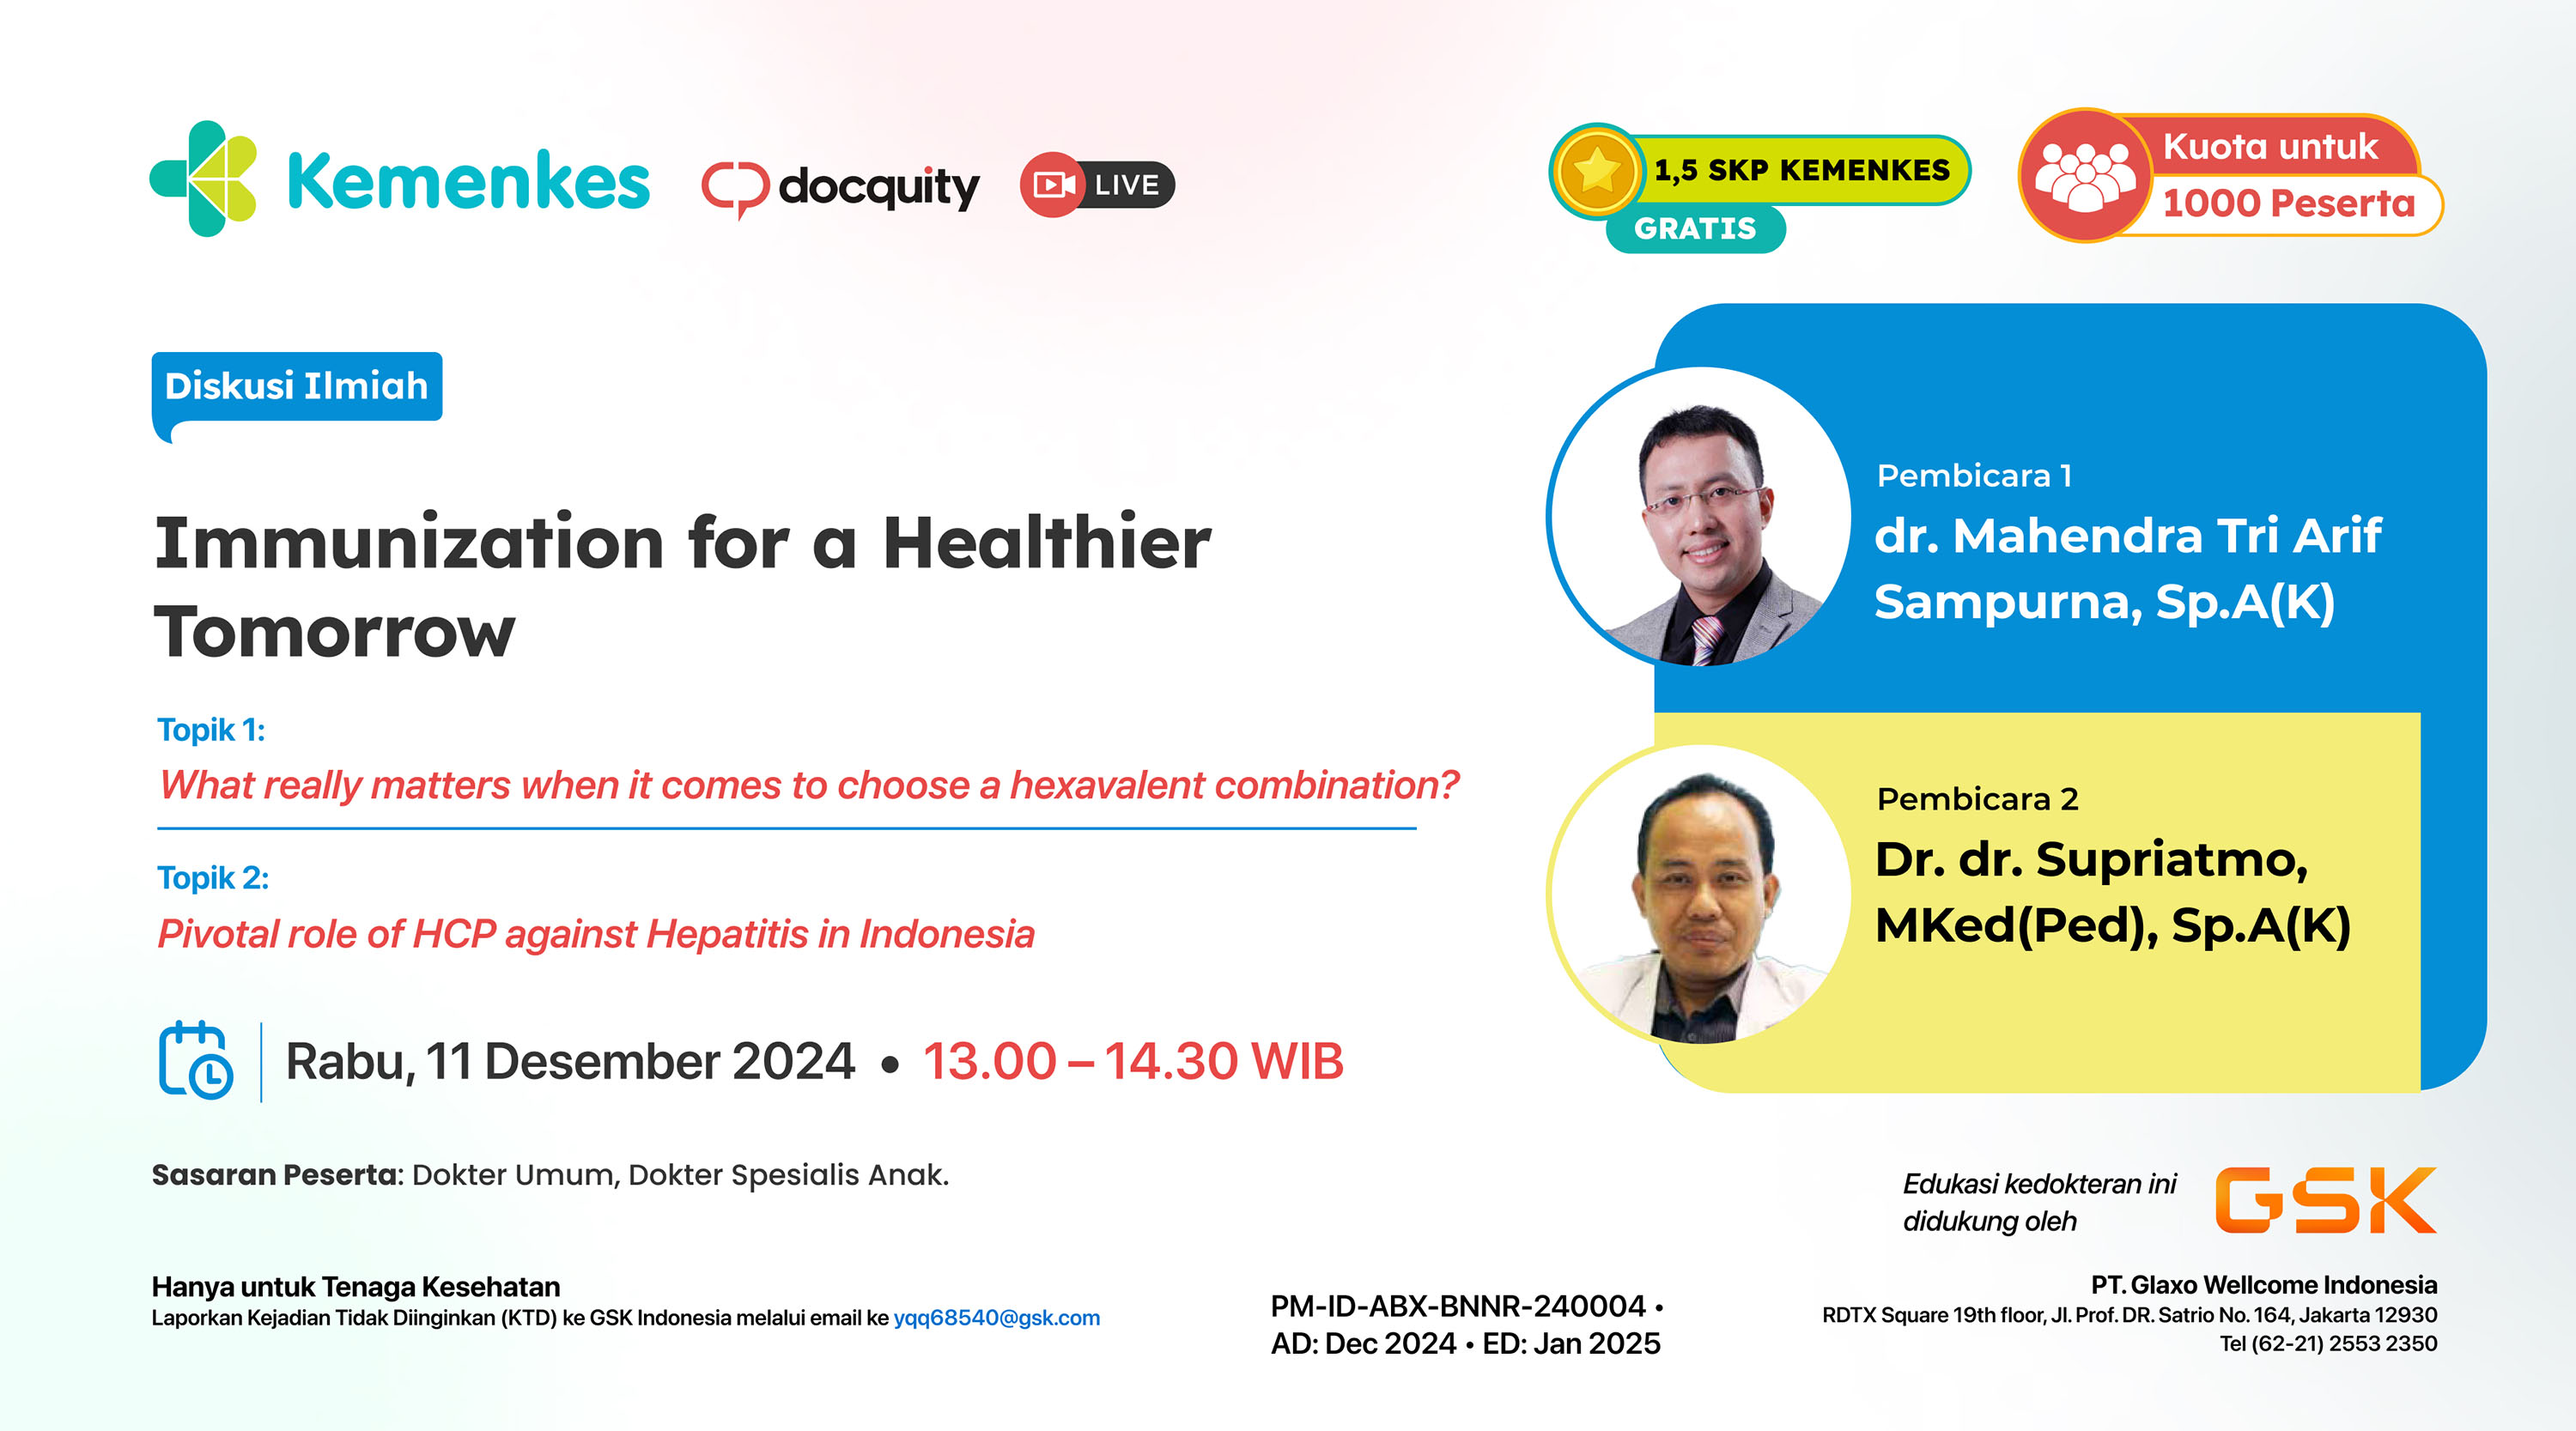 Kemenkes
docquity
LIVE
1,5 SKP KEMENKES
GRATIS
Kuota untuk
1000 Peserta
Diskusi Ilmiah
Immunization for a Healthier
Tomorrow
Topik 1:
What really matters when it comes to choose a hexavalent combination?
Topik 2:
Pivotal role of HCP against Hepatitis in Indonesia
Rabu, 11 Desember 2024 • 13.00 – 14.30 WIB
Sasaran Peserta: Dokter Umum, Dokter Spesialis Anak.
Pembicara 1
dr. Mahendra Tri Arif
Sampurna, Sp.A(K)
Pembicara 2
Dr. dr. Supriatmo,
MKed(Ped), Sp.A(K)
Hanya untuk Tenaga Kesehatan
Laporkan Kejadian Tidak Diinginkan (KTD) ke GSK Indonesia melalui email ke yqq68540@gsk.com
PM-ID-ABX-BNNR-240004 •
AD: Dec 2024 • ED: Jan 2025
Edukasi kedokteran ini
didukung oleh
GSK
PT. Glaxo Wellcome Indonesia
RDTX Square 19th floor, Jl. Prof. DR. Satrio No. 164, Jakarta 12930
Tel (62-21) 2553 2350